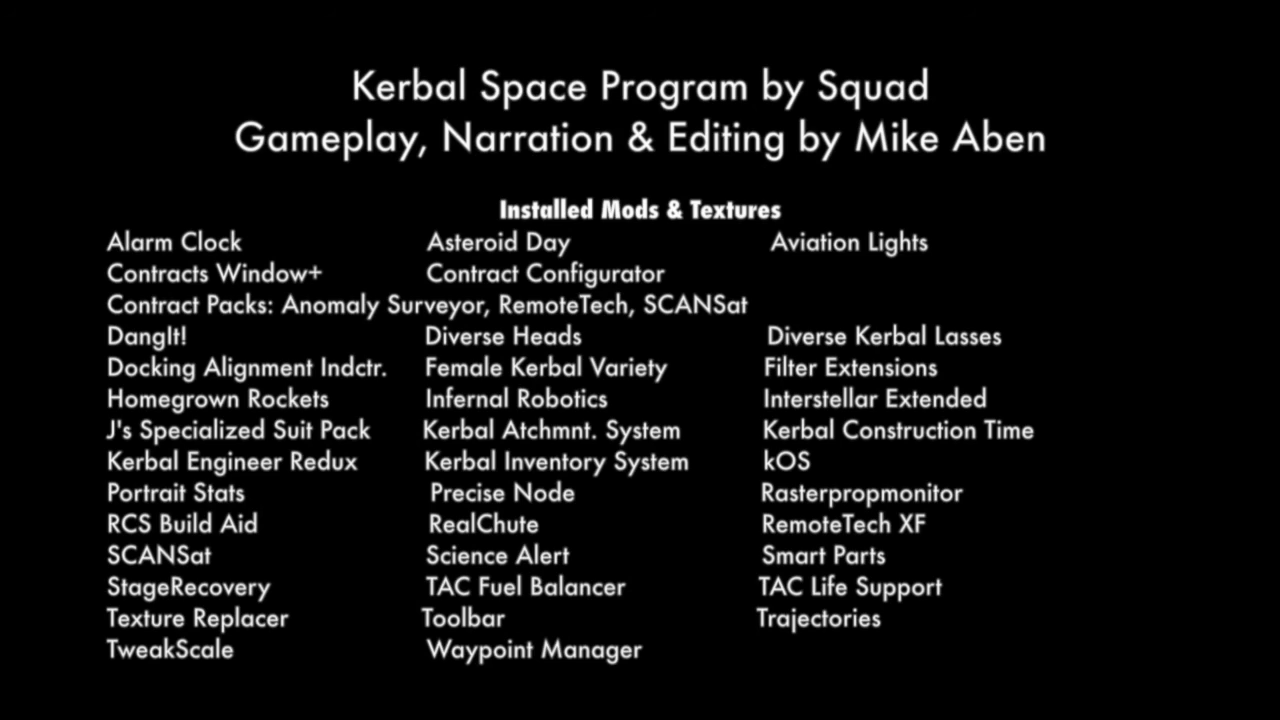 Kerbal Space Program by Squad
Gameplay, Narration & Editing by Mike Aben
Installed Mods & Textures
Alarm Clock Asteroid Day Aviation Lights
Contracts Window+ Contract Configurator
Contract Packs: Anomaly Surveyor, RemoteTech, SCANSat
DangIt! Diverse Heads Diverse Kerbal Lasses
Docking Alignment Indctr. Female Kerbal Variety Filter Extensions
Homegrown Rockets Infernal Robotics Interstellar Extended
J's Specialized Suit Pack Kerbal Atchmnt. System Kerbal Construction Time
Kerbal Engineer Redux Kerbal Inventory System kOS
Portrait Stats Precise Node Rasterpropmonitor
RCS Build Aid RealChute RemoteTech XF
SCANSat Science Alert Smart Parts
StageRecovery TAC Fuel Balancer TAC Life Support
Texture Replacer Toolbar Trajectories
TweakScale Waypoint Manager